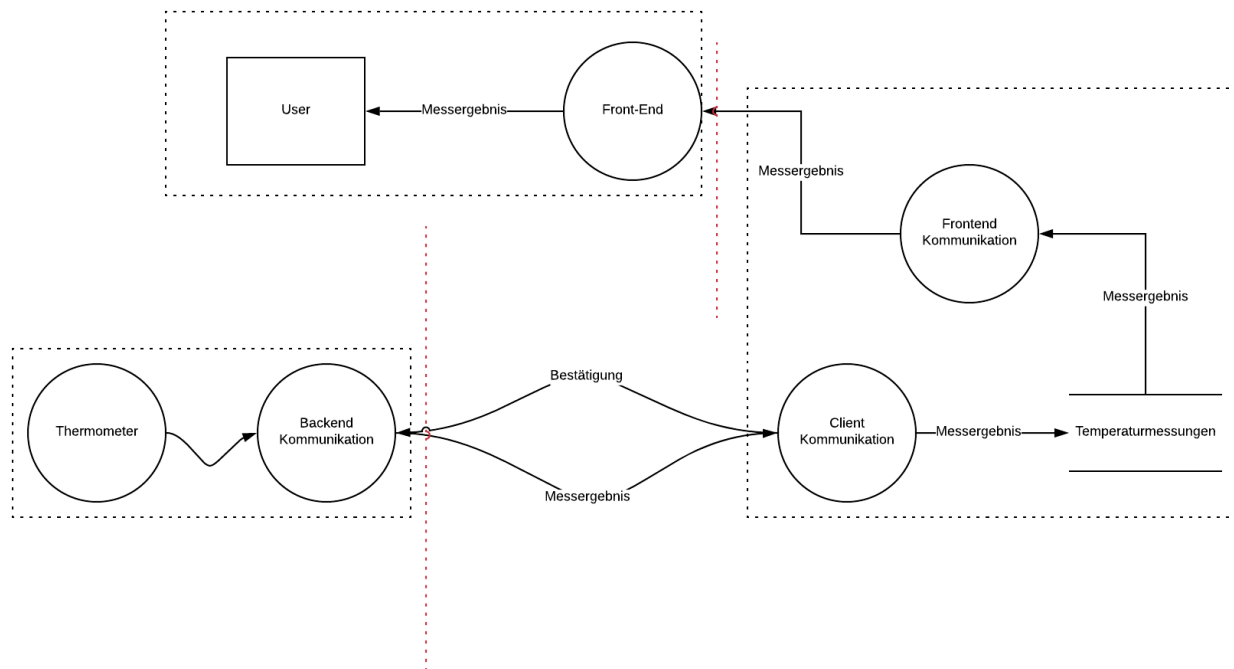 User
Messergebnis
Front-End
Messergebnis
Frontend
Kommunikation
Messergebnis
Bestätigung
Thermometer
Backend
Kommunikation
Client
Kommunikation
Messergebnis
Temperaturmessungen
Messergebnis